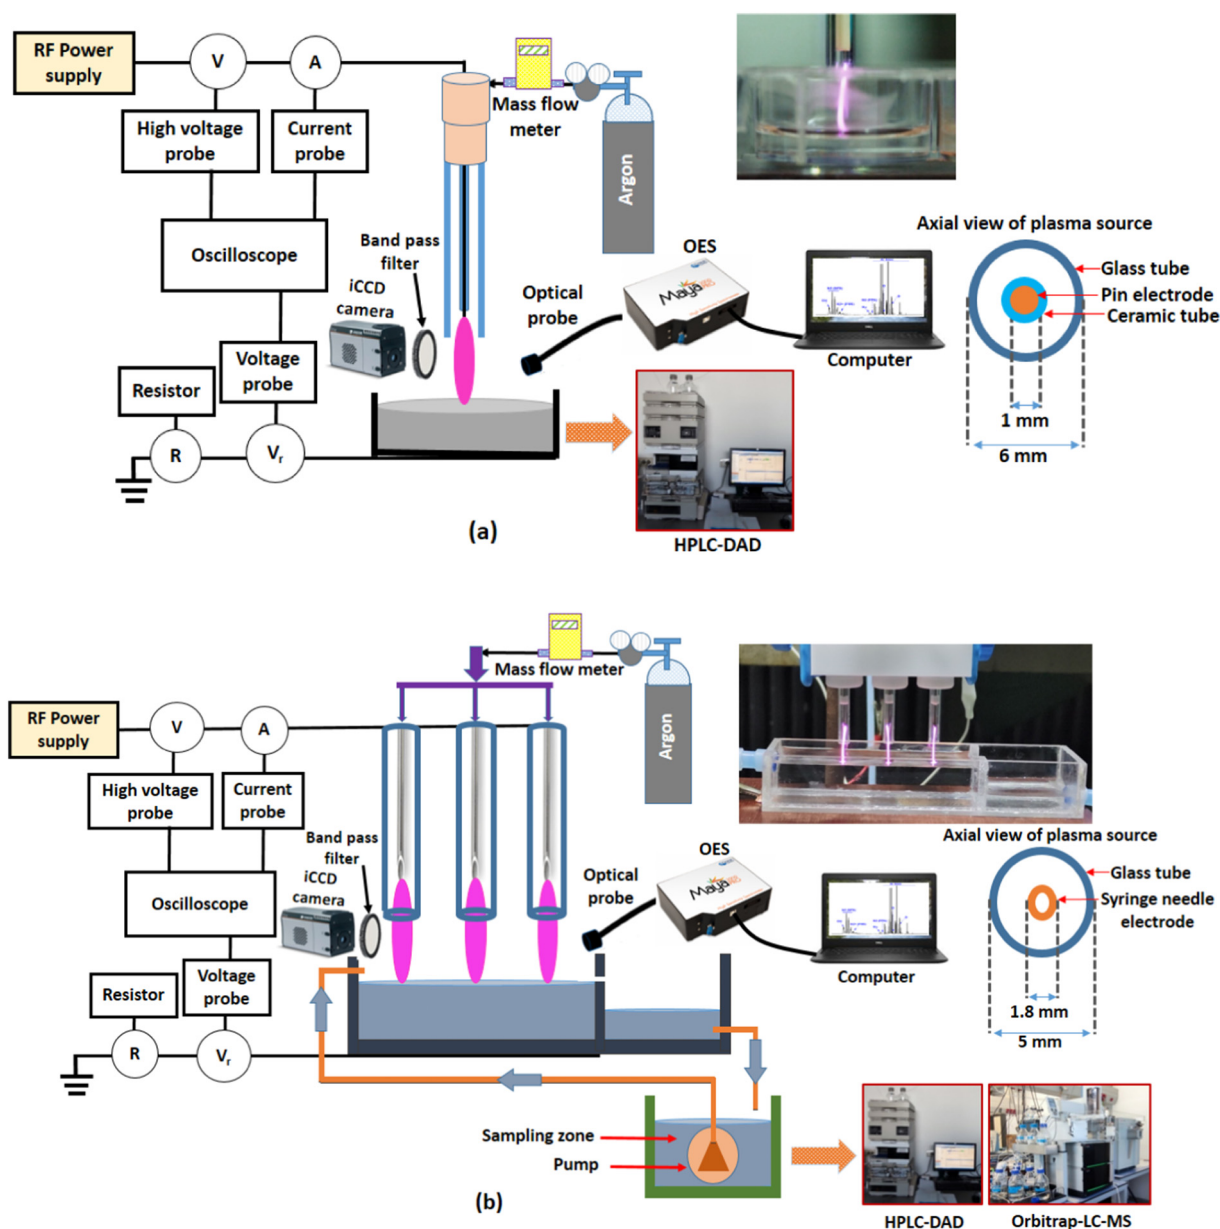 RF Power
supply
V
A
Mass flow
meter
High voltage
probe
Current
probe
Argon
Oscilloscope
Band pass
filter
iCCD
camera
OES
Maya
Optical
probe
Computer
Axial view of plasma source
Glass tube
Pin electrode
Ceramic tube
1 mm
6 mm
Voltage
probe
Resistor
R
Vr
(a)
HPLC-DAD
Mass flow meter
Argon
RF Power
supply
V
A
High voltage
probe
Current
probe
Band pass
filter
iCCD
camera
Oscilloscope
OES
Maya
Optical
probe
Computer
Axial view of plasma source
Glass tube
Syringe needle
electrode
1.8 mm
5 mm
Resistor
Voltage
probe
R
Vr
Sampling zone
Pump
(b)
HPLC-DAD
Orbitrap-LC-MS